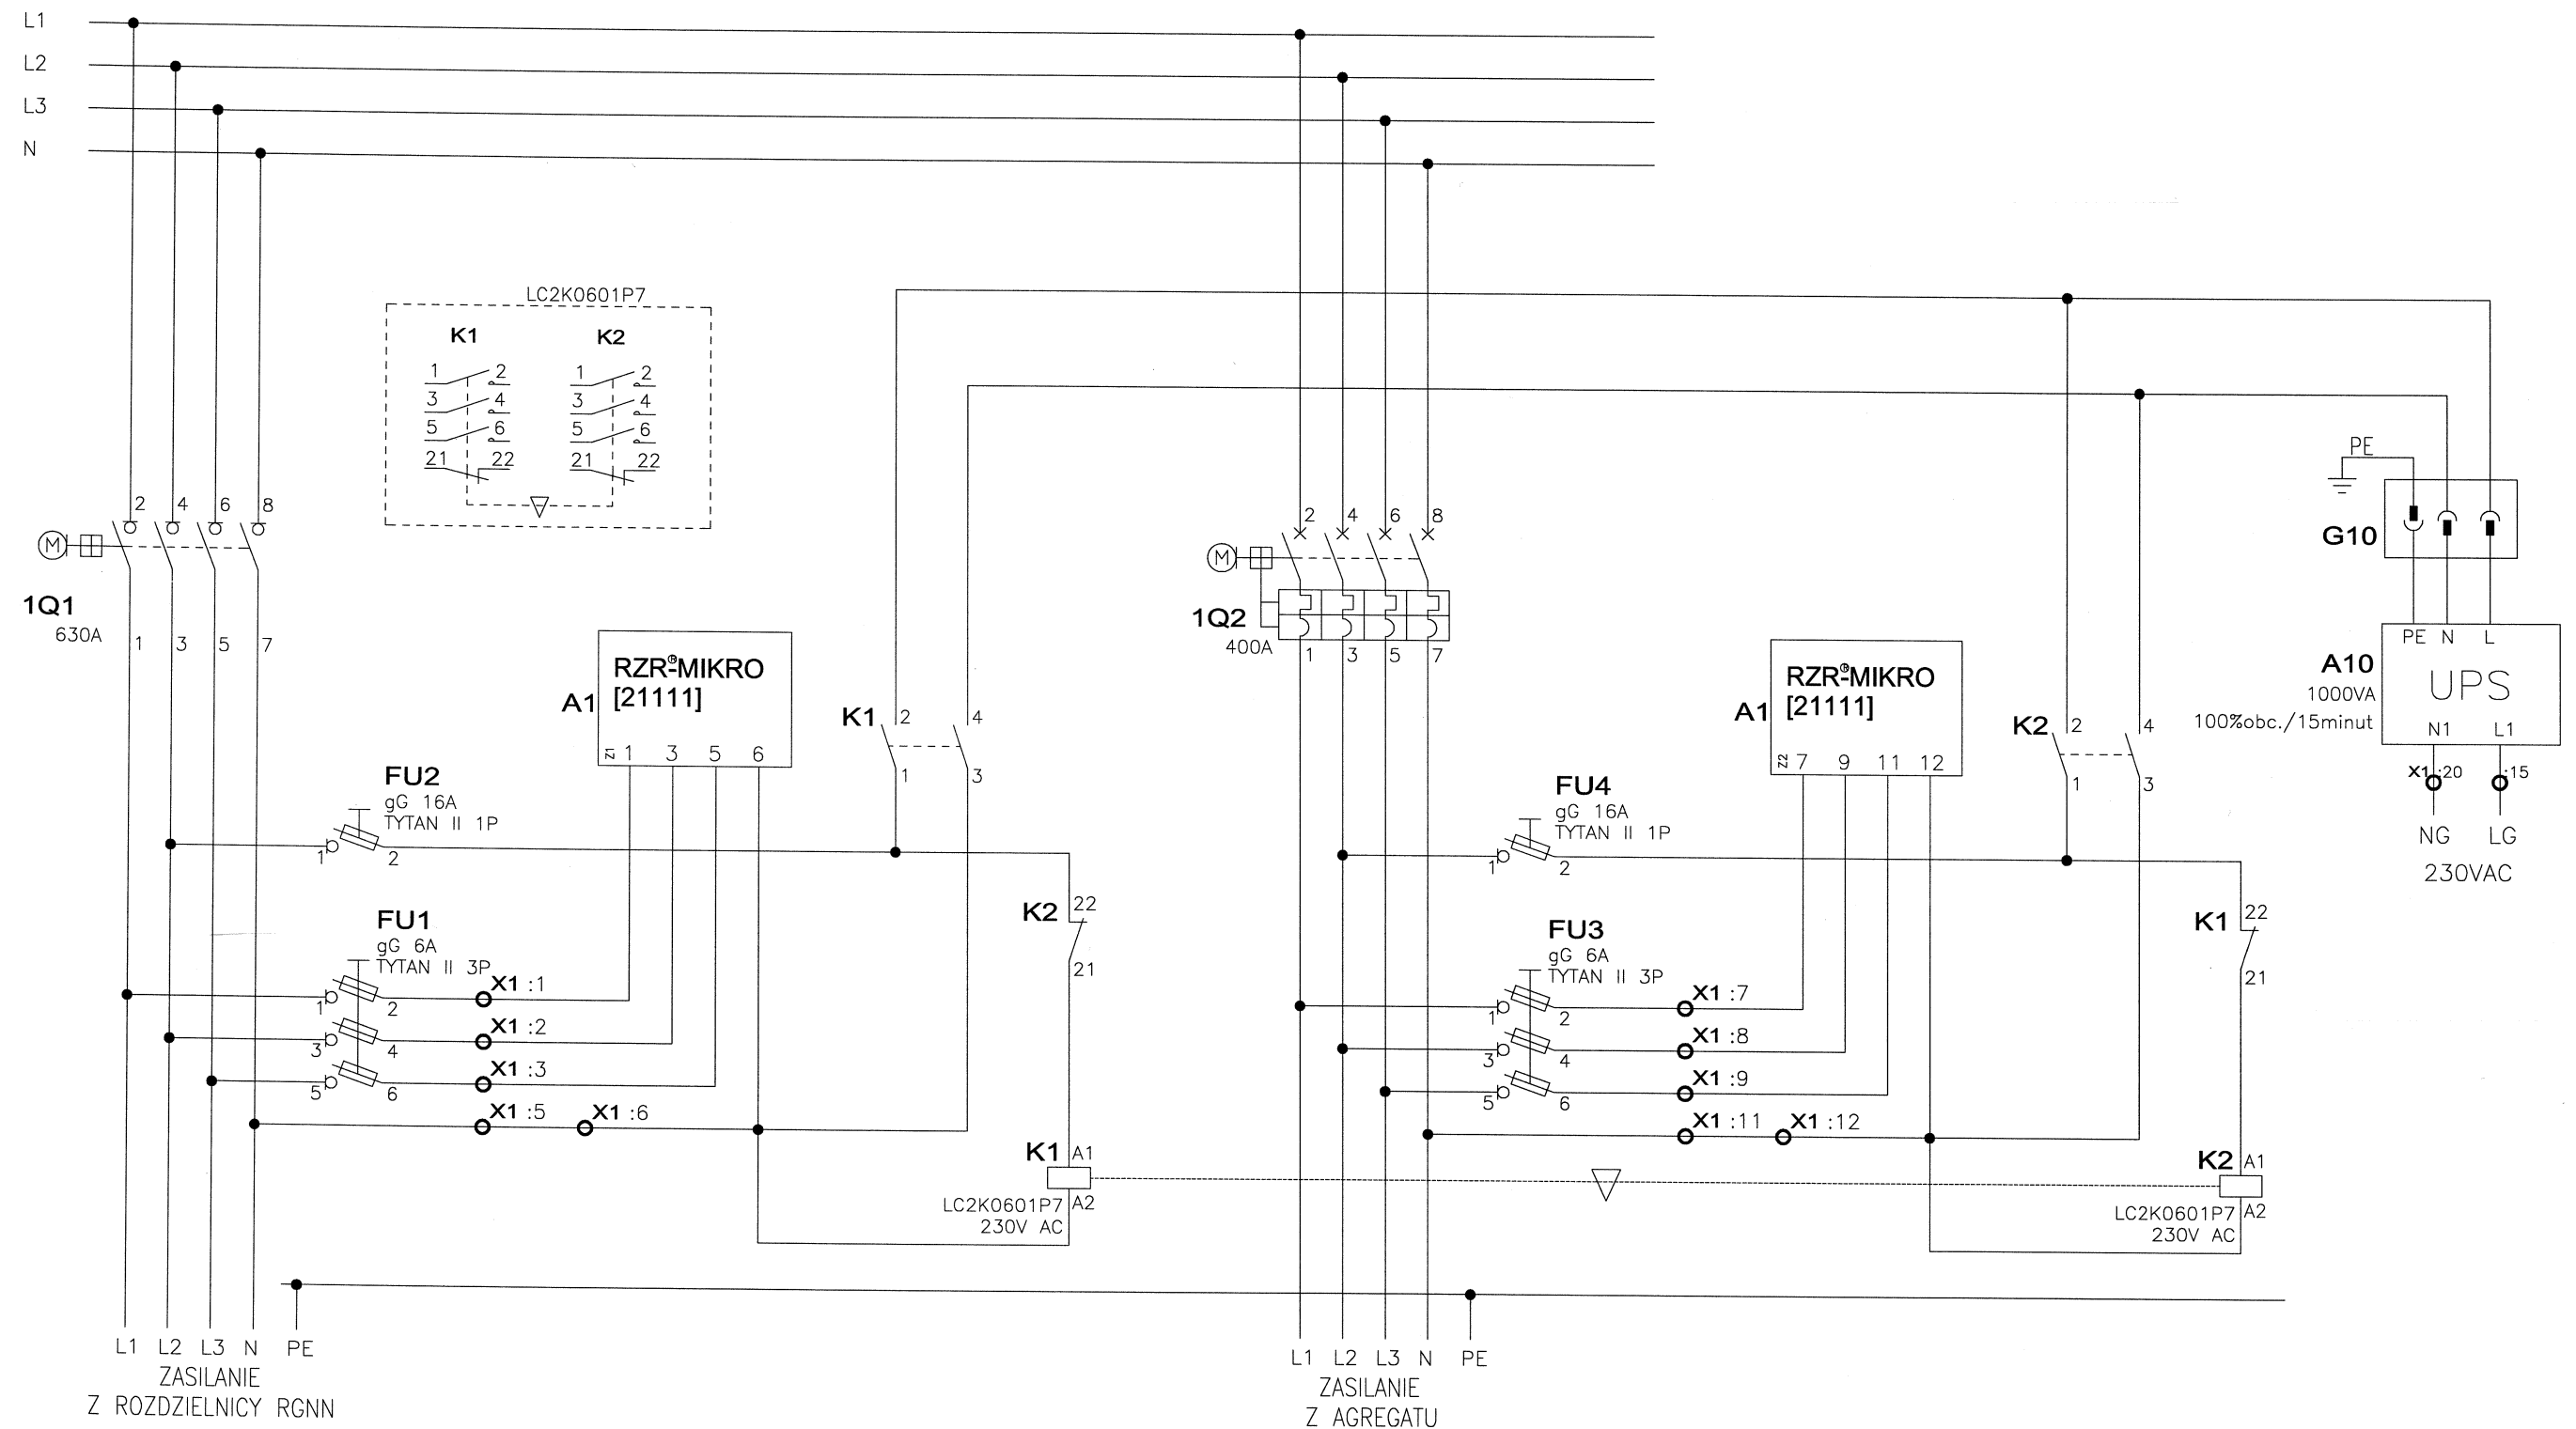 L1
L2
L3
N
LC2K0601P7
K1 K2
1 2 1 2
3 4 3 4
5 6 5 6
21 22 21 22
2 4 6 8
M
1Q1
630A
1 3 5 7
2 4 6 8
M
1Q2
400A
1 3 5 7
PE
G10
PE N L
A10
UPS
1000VA
100%obc./15minut
N1 L1
X1 :20 :15
NG LG
230VAC
RZR®-MIKRO
[21111]
A1
Z1 1 3 5 6
K1 2 4
1 3
FU2
gG 16A
TYTAN II 1P
1 2
FU1
gG 6A
TYTAN II 3P
1 2 X1 :1
3 4 X1 :2
5 6 X1 :3
X1 :5 X1 :6
K2 22
21
K1 A1
LC2K0601P7 A2
230V AC
RZR®-MIKRO
[21111]
A1
Z2 7 9 11 12
K2 2 4
1 3
FU4
gG 16A
TYTAN II 1P
1 2
FU3
gG 6A
TYTAN II 3P
1 2 X1 :7
3 4 X1 :8
5 6 X1 :9
X1 :11 X1 :12
K1 22
21
K2 A1
LC2K0601P7 A2
230V AC
L1 L2 L3 N PE
ZASILANIE
Z ROZDZIELNICY RGNN
L1 L2 L3 N PE
ZASILANIE
Z AGREGATU